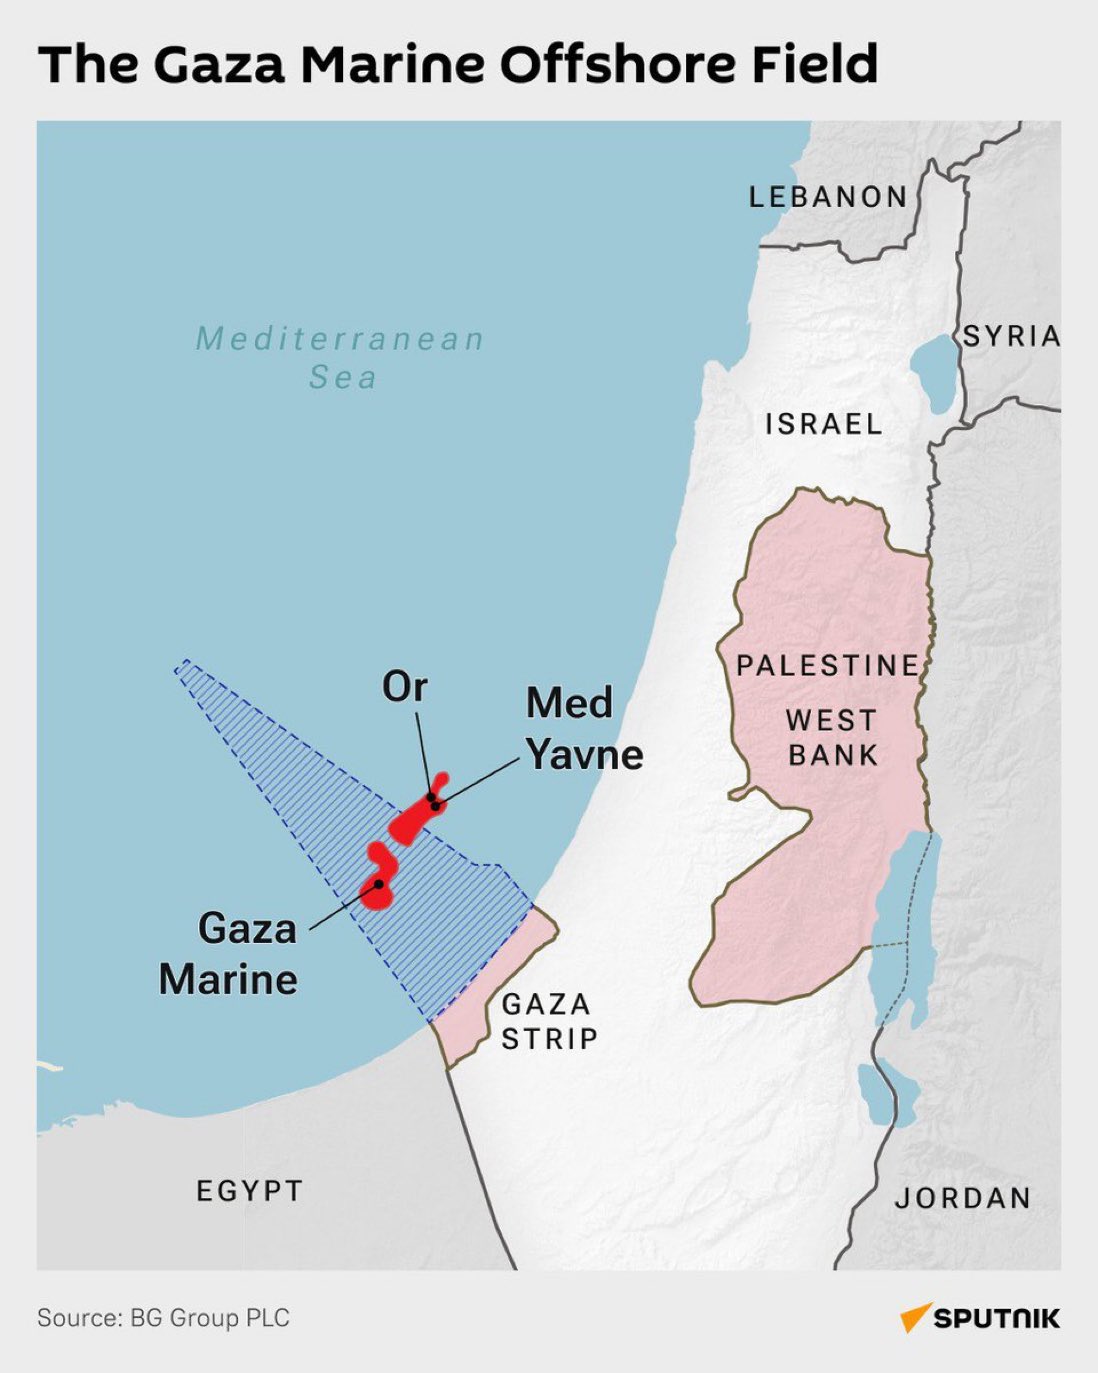 The Gaza Marine Offshore Field
LEBANON
SYRIA
Mediterranean
Sea
ISRAEL
PALESTINE
WEST
BANK
Or
Med
Yavne
Gaza
Marine
GAZA
STRIP
EGYPT
JORDAN
Source: BG Group PLC
SPUTNIK